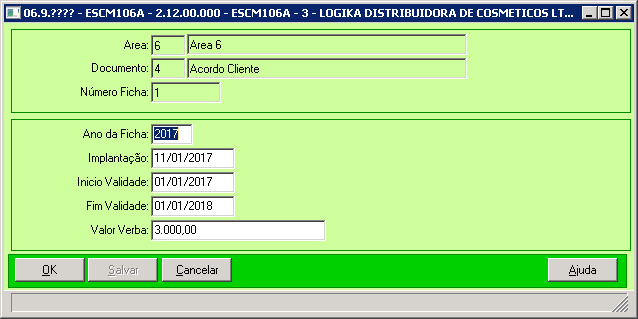 06.9.???? - ESCM106A - 2.12.00.000 - ESCM106A - 3 - LOGIKA DISTRIBUIDORA DE COSMETICOS LT...
Area: 6 Area 6
Documento: 4 Acordo Cliente
Número Ficha: 1
Ano da Ficha: 2017
Implantação: 11/01/2017
Inicio Validade: 01/01/2017
Fim Validade: 01/01/2018
Valor Verba: 3.000,00
OK Salvar Cancelar Ajuda